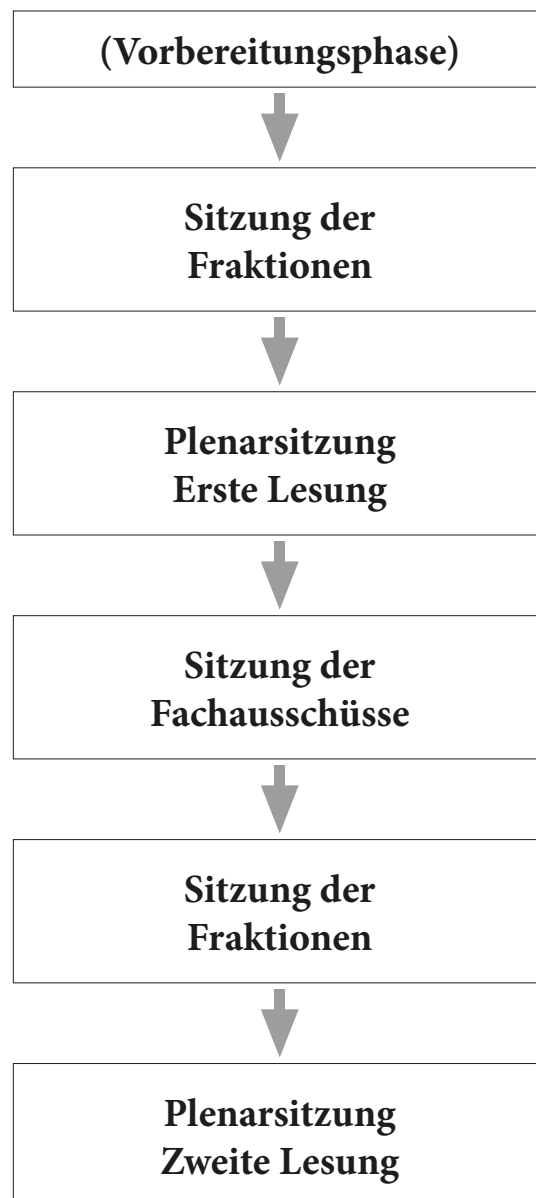 (Vorbereitungsphase)
Sitzung der
Fraktionen
Plenarsitzung
Erste Lesung
Sitzung der
Fachausschüsse
Sitzung der
Fraktionen
Plenarsitzung
Zweite Lesung